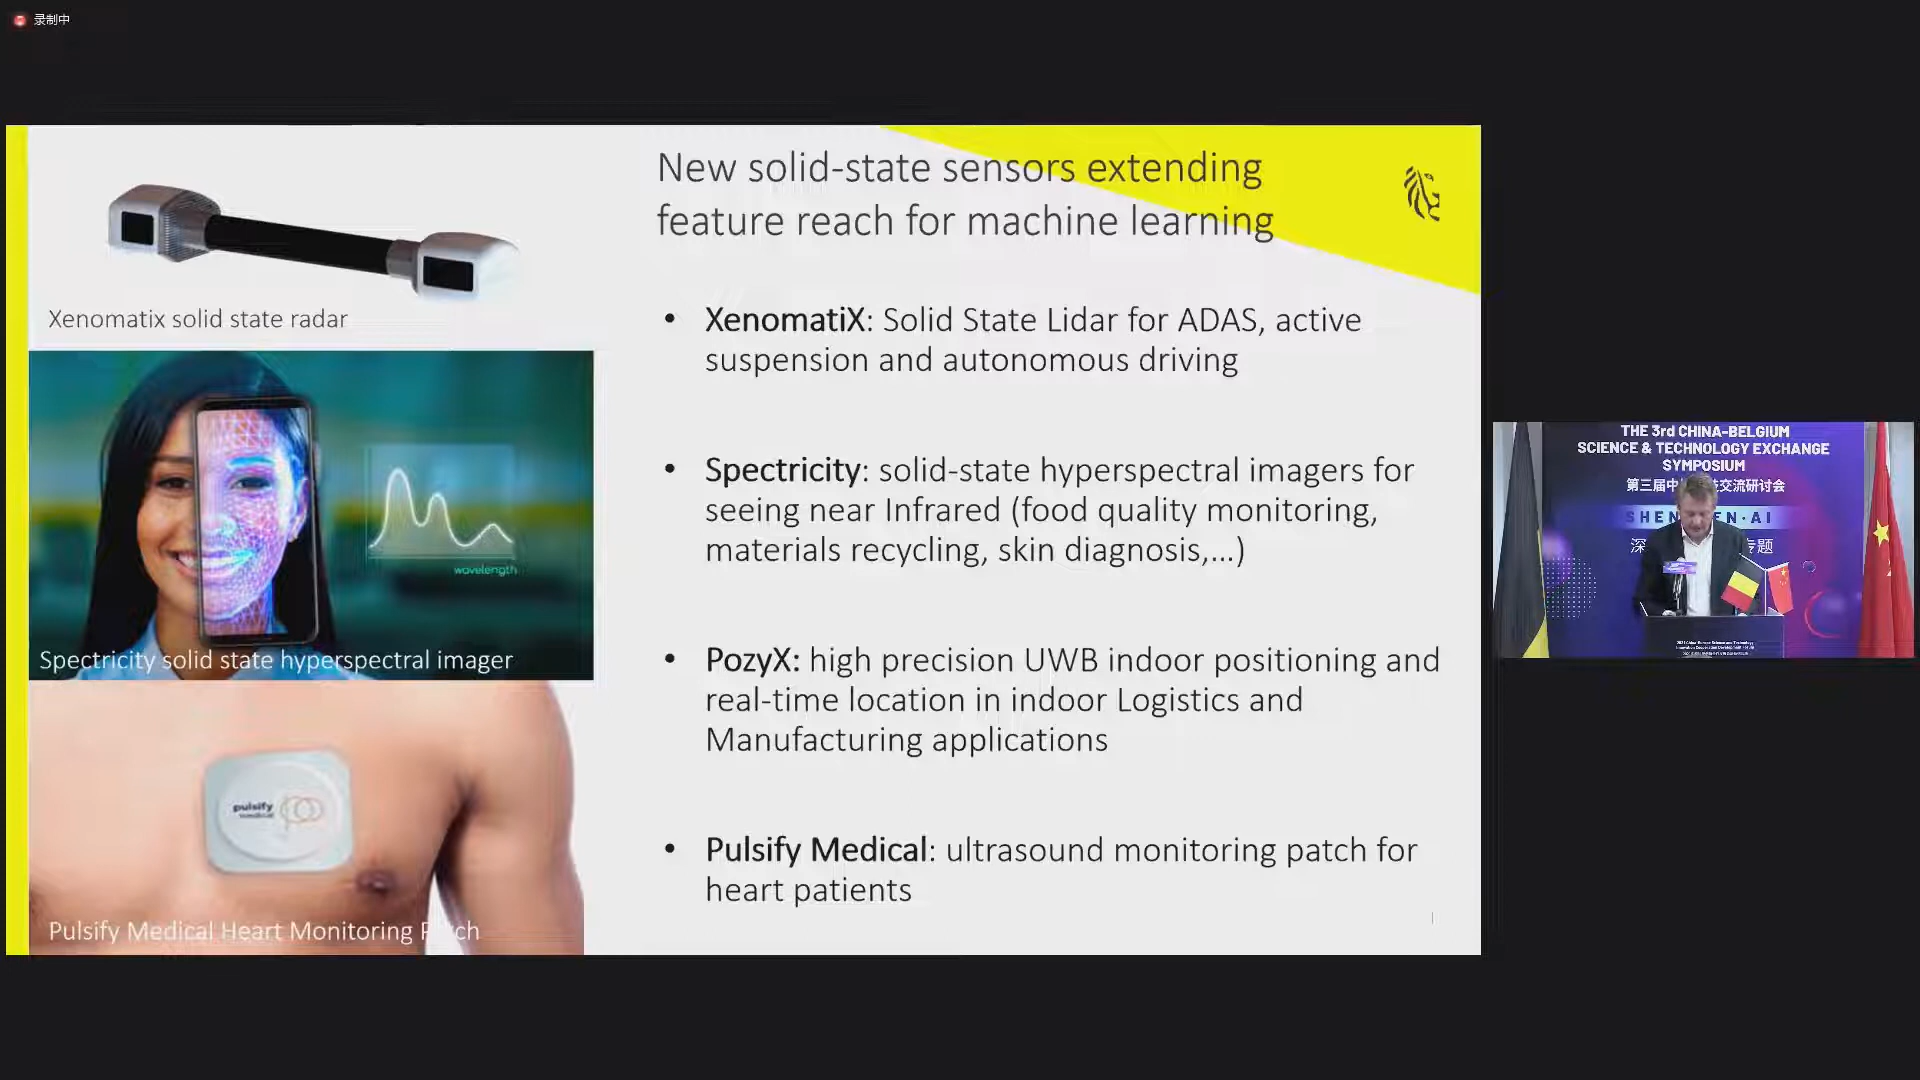 录制中
New solid-state sensors extending
feature reach for machine learning
Xenomatix solid state radar
• XenomatiX: Solid State Lidar for ADAS, active
suspension and autonomous driving
wavelength
Spectricity solid state hyperspectral imager
• Spectricity: solid-state hyperspectral imagers for
seeing near Infrared (food quality monitoring,
materials recycling, skin diagnosis,...)
• PozyX: high precision UWB indoor positioning and
real-time location in indoor Logistics and
Manufacturing applications
pulsify
medical
Pulsify Medical Heart Monitoring
• Pulsify Medical: ultrasound monitoring patch for
heart patients
THE 3rd CHINA-BELGIUM
SCIENCE & TECHNOLOGY EXCHANGE
SYMPOSIUM
第三届中 交流研讨会
AI